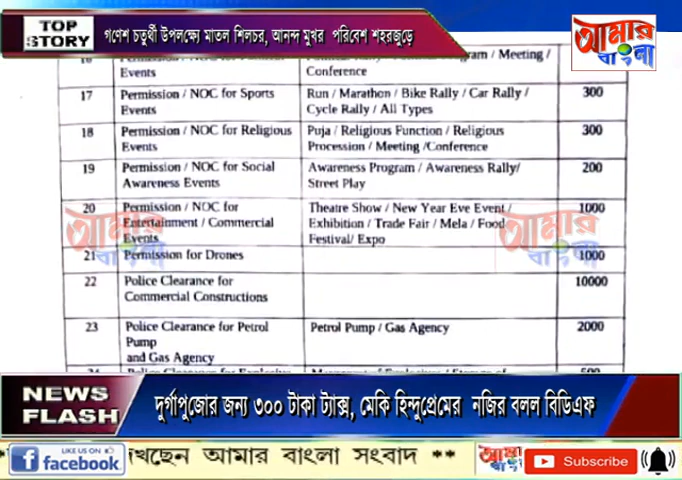 TOP
STORY
গণেশ চতুর্থী উপলক্ষ্যে মাতল শিলচর, আনন্দ মুখর পরিবেশ শহরজুড়ে
আমার
বাংলা
Program / Meeting /
Events
Conference
17
Permission / NOC for Sports
Events
Run / Marathon / Bike Rally / Car Rally /
Cycle Rally / All Types
300
18
Permission / NOC for Religious
Events
Puja / Religious Function / Religious
Procession / Meeting /Conference
300
19
Permission / NOC for Social
Awareness Events
Awareness Program / Awareness Rally/
Street Play
200
20
Permission / NOC for
Entertainment / Commercial
Events
Theatre Show / New Year Eve Event /
Exhibition / Trade Fair / Mela / Food
Festival/ Expo
1000
আমার
বাংলা
আমার
বাংলা
21
Permission for Drones
1000
22
Police Clearance for
Commercial Constructions
10000
23
Police Clearance for Petrol
Pump
and Gas Agency
Petrol Pump / Gas Agency
2000
NEWS
FLASH
দুর্গাপুজোর জন্য ৩০০ টাকা ট্যাক্স, মেকি হিন্দুপ্রেমের নজির বলল বিডিএফ
LIKE US ON
facebook
আমার বাংলা সংবাদ **
আমার
Subscribe